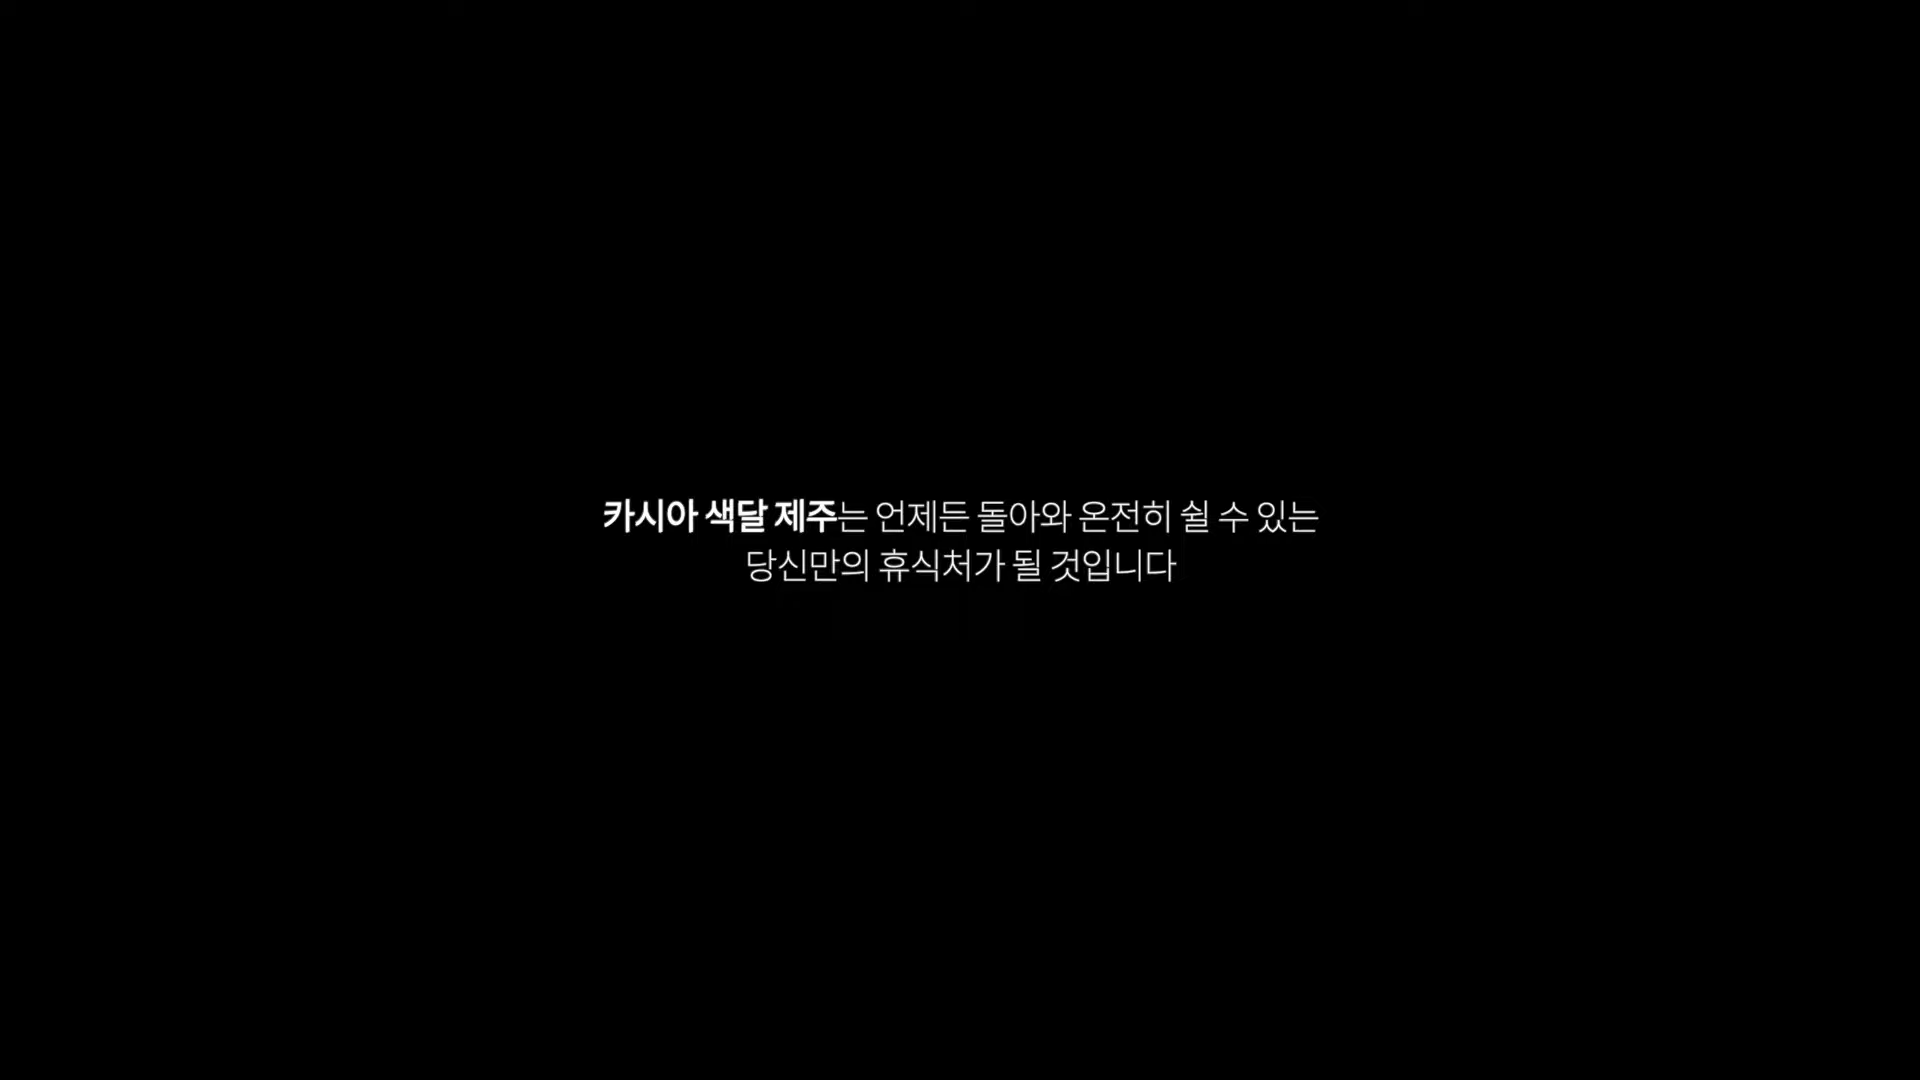 카시아 색달 제주는 언제든 돌아와 온전히 쉴 수 있는
당신만의 휴식처가 될 것입니다